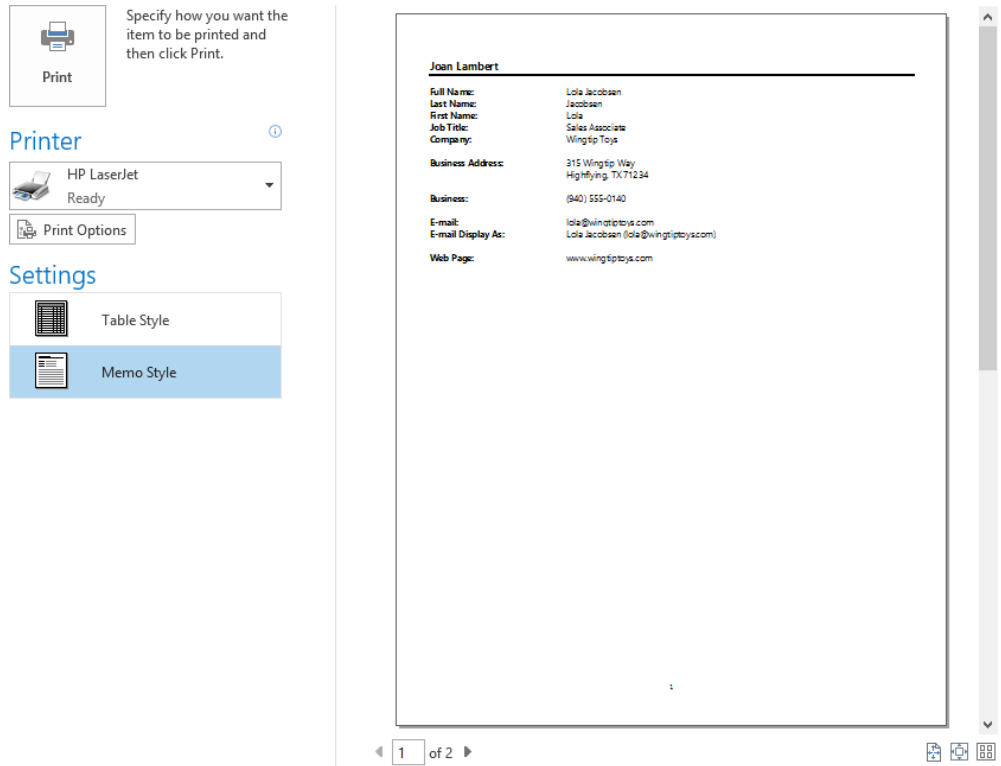 Specify how you want the
item to be printed and
then click Print.
Print
Printer
HP LaserJet
Ready
Print Options
Settings
Table Style
Memo Style
Joan Lambert
Full Name: Lola Jacobsen
Last Name: Jacobsen
First Name: Lola
Job Title: Sales Associate
Company: Wingtip Toys
Business Address: 315 Wingtip Way
Highflying, TX 71234
Business: (940) 555-0140
E-mail: lola@wingtiptoys.com
E-mail Display As: Lola Jacobsen (lola@wingtiptoys.com)
Web Page: www.wingtiptoys.com
1
1 of 2